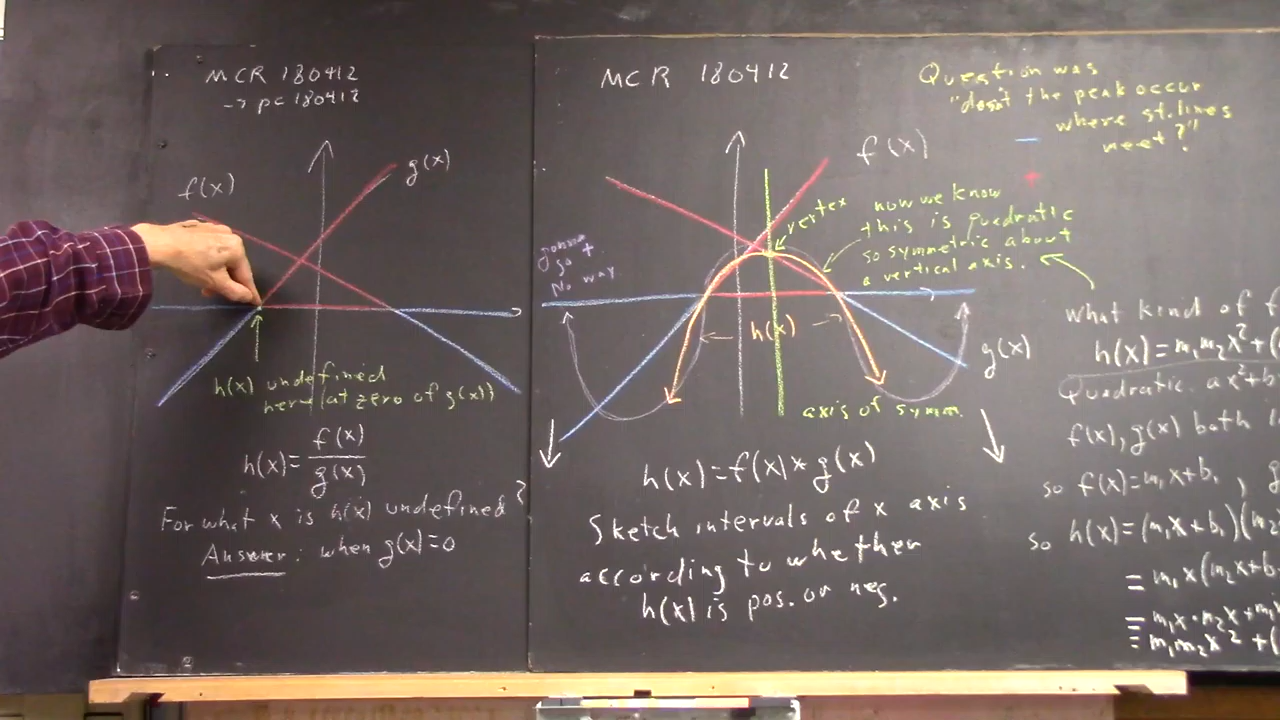 MCR 180412
→ pc 180412
f(x)
g(x)
h(x) undefined
here (at zero of g(x))
h(x) = f(x)
g(x)
For what x is h(x) undefined?
Answer: when g(x)=0
MCR 180412
Question was
"doesn't the peak occur
where st. lines
meet?"
f(x)
vertex
now we know
this is quadratic
so symmetric about
a vertical axis.
go +
No way
h(x)
g(x)
axis of symm.
h(x)=f(x)*g(x)
Sketch intervals of x axis
according to whether
h(x) is pos. or neg.
what kind of f
h(x)=m₁m₂x²+(
Quadratic. ax²+b
f(x), g(x) both
so f(x)=m₁x+b₁, g
so h(x)=(m₁x+b₁)(m₂
= m₁x(m₂x+b
= m₁x·m₂x+m₁
= m₁m₂x²+(